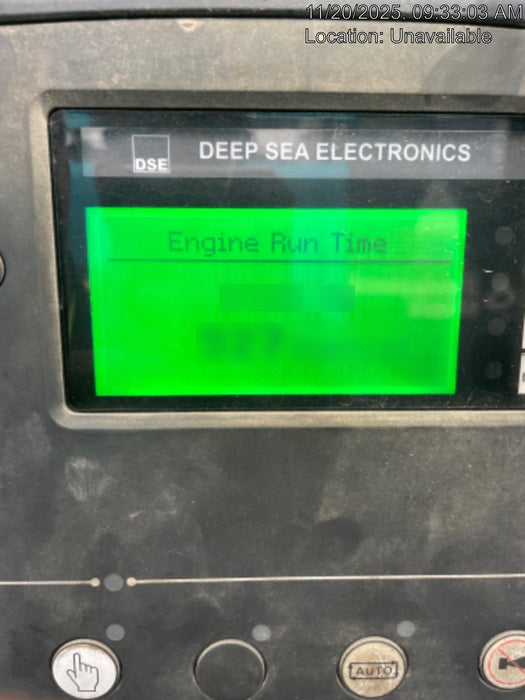 11/20/2025, 09:33:03 AM
Location: Unavailable
DSE DEEP SEA ELECTRONICS
Engine Run Time
AUTO